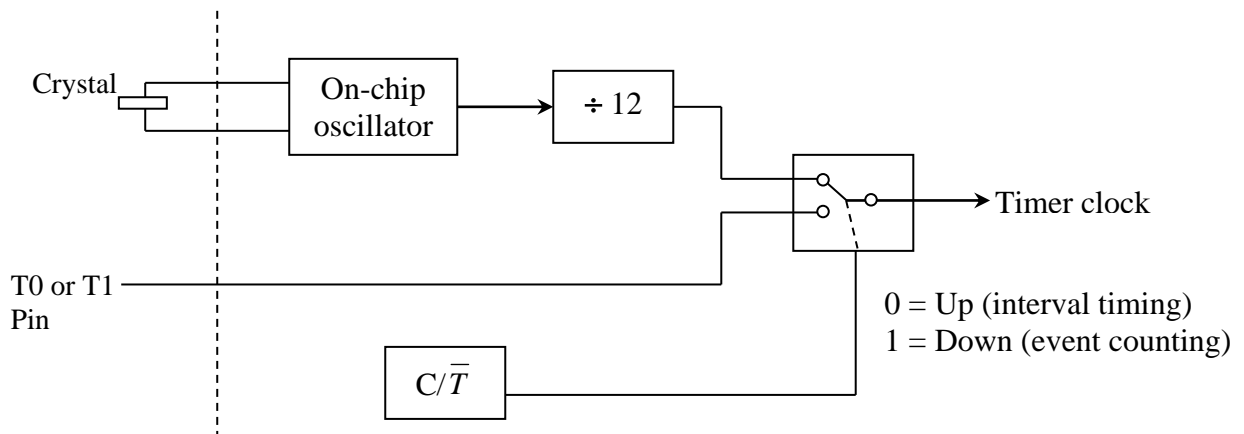 Crystal
On-chip
oscillator
÷ 12
Timer clock
T0 or T1
Pin
0 = Up (interval timing)
1 = Down (event counting)
C/T̅